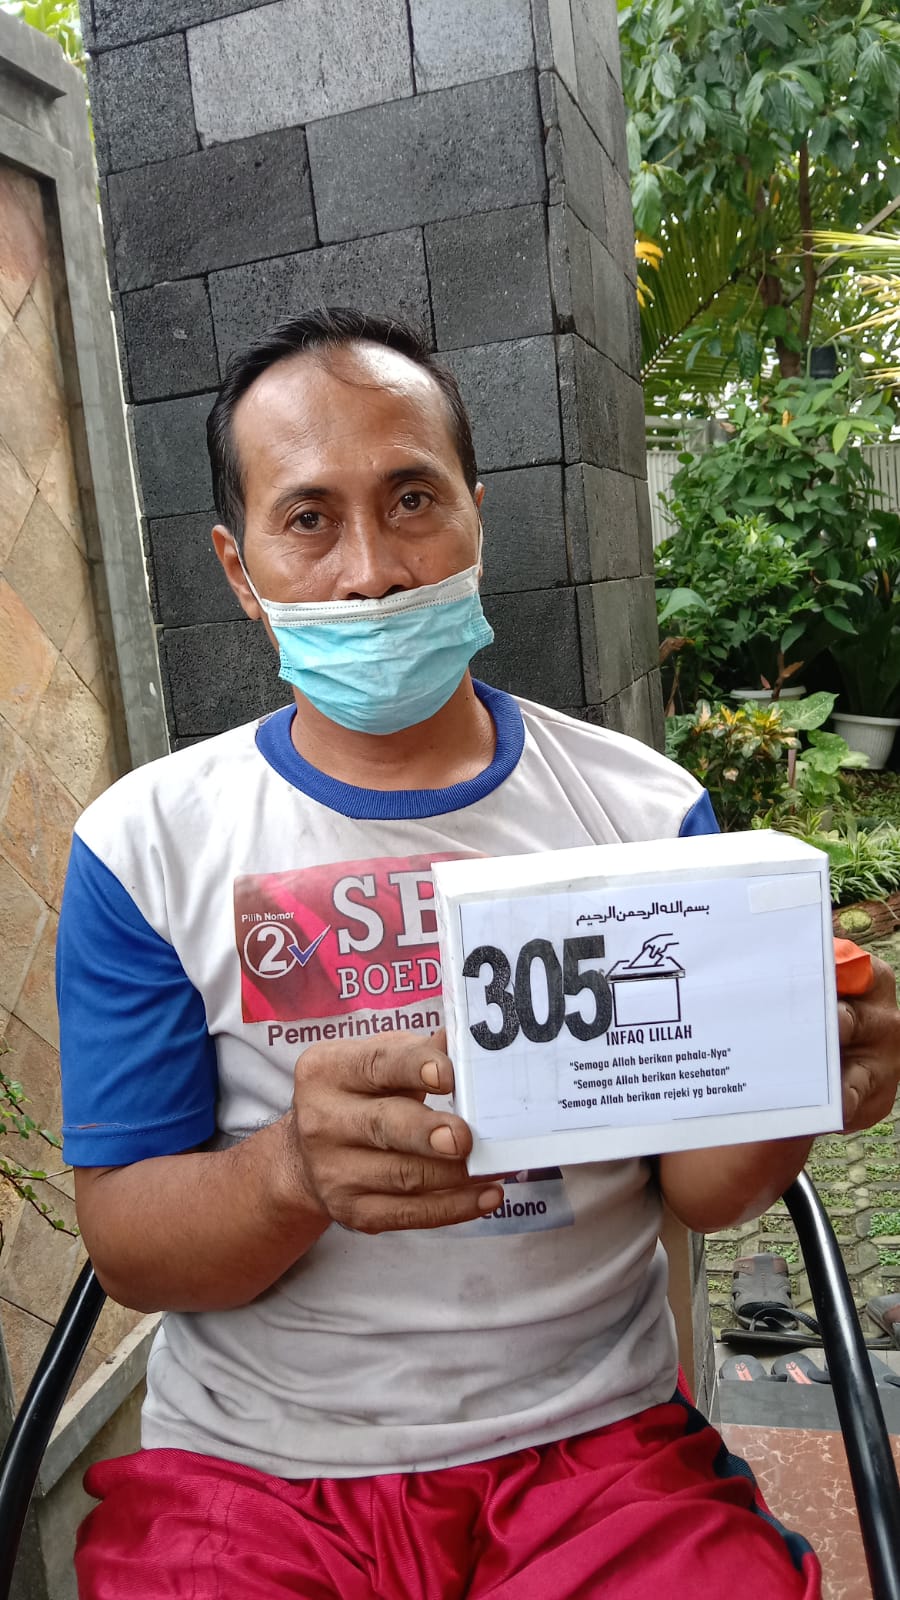 Pilih Nomor
2
SB
BOED
Pemerintahan
ediono
بسم الله الرحمن الرحيم
305
INFAQ LILLAH
"Semoga Allah berikan pahala-Nya"
"Semoga Allah berikan kesehatan"
"Semoga Allah berikan rejeki yg barokah"